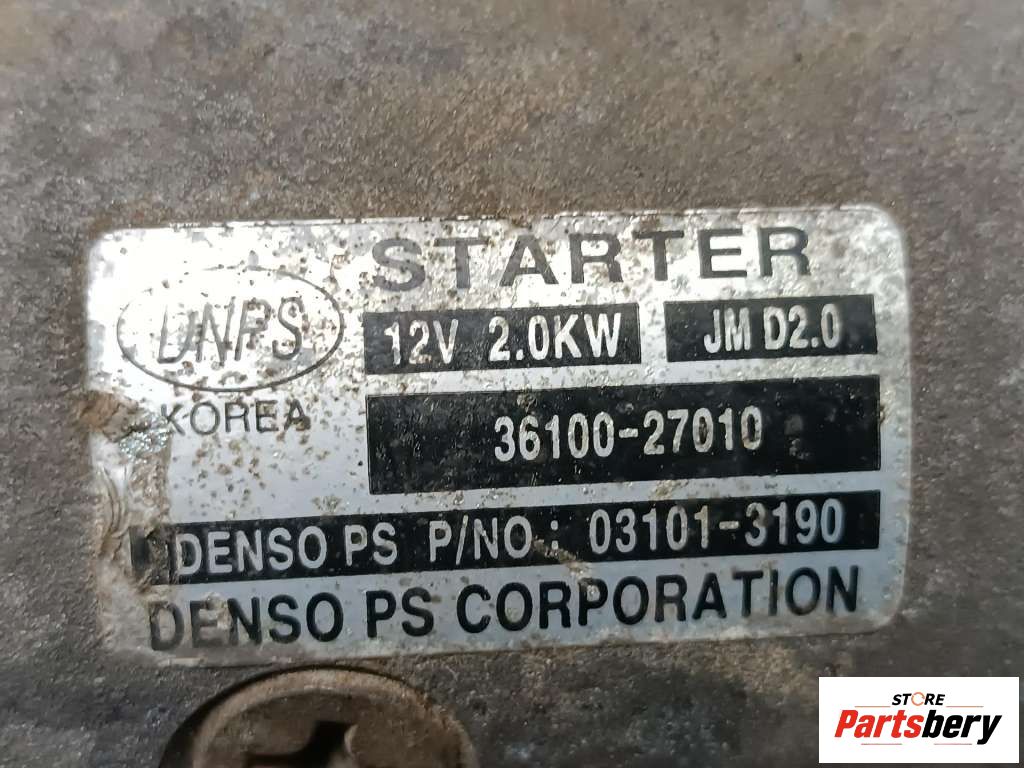 STARTER
DNPS
KOREA
12V 2.0KW
JM D2.0
36100-27010
DENSO PS P/NO: 03101-3190
DENSO PS CORPORATION
STORE
Partsbery